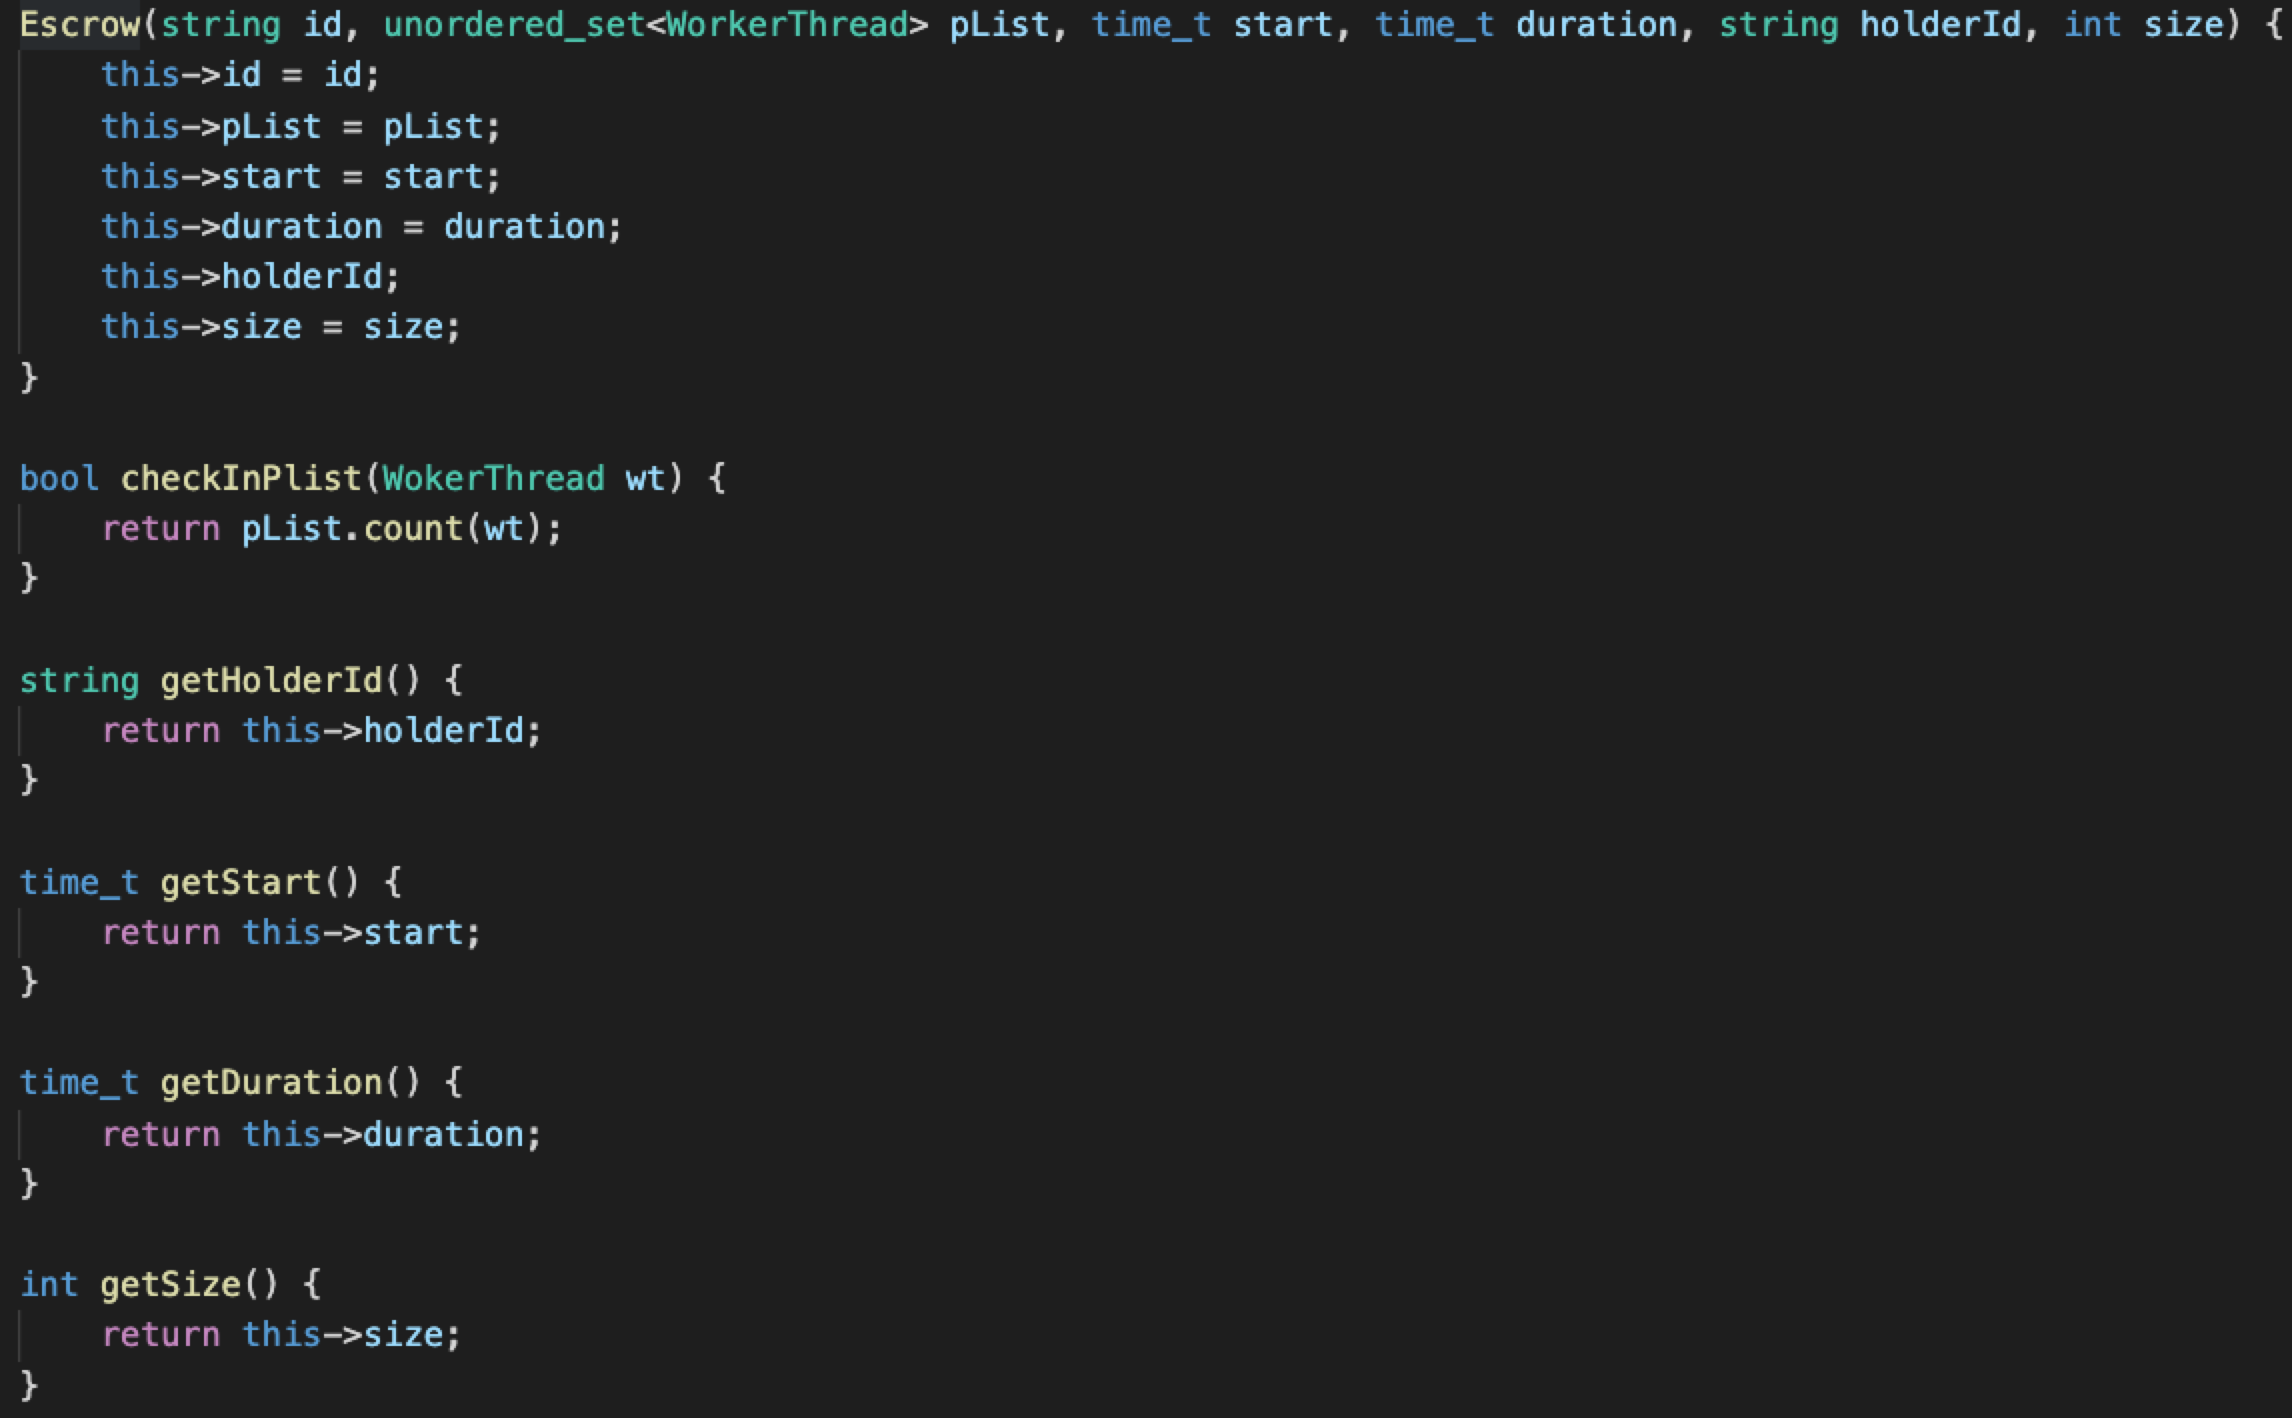 Escrow(string id, unordered_set<WorkerThread> pList, time_t start, time_t duration, string holderId, int size) {
    this->id = id;
    this->pList = pList;
    this->start = start;
    this->duration = duration;
    this->holderId;
    this->size = size;
}

bool checkInPlist(WokerThread wt) {
    return pList.count(wt);
}

string getHolderId() {
    return this->holderId;
}

time_t getStart() {
    return this->start;
}

time_t getDuration() {
    return this->duration;
}

int getSize() {
    return this->size;
}